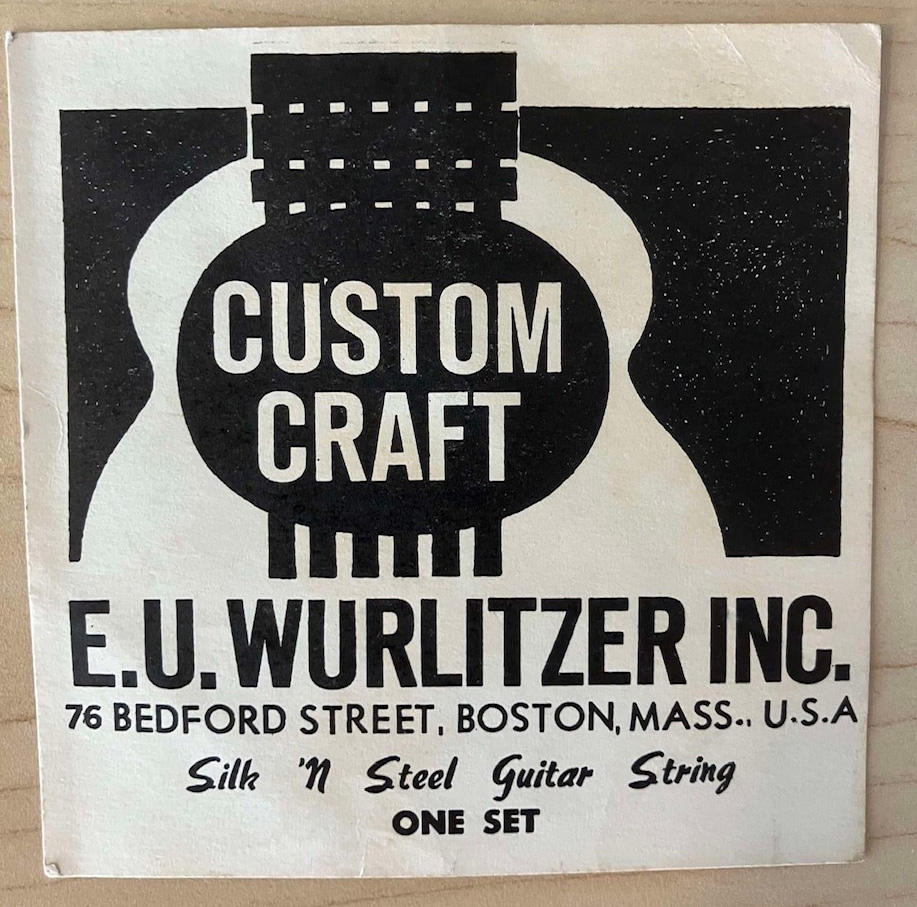 CUSTOM
CRAFT
E.U. WURLITZER INC.
76 BEDFORD STREET, BOSTON, MASS., U.S.A
Silk 'N Steel Guitar String
ONE SET